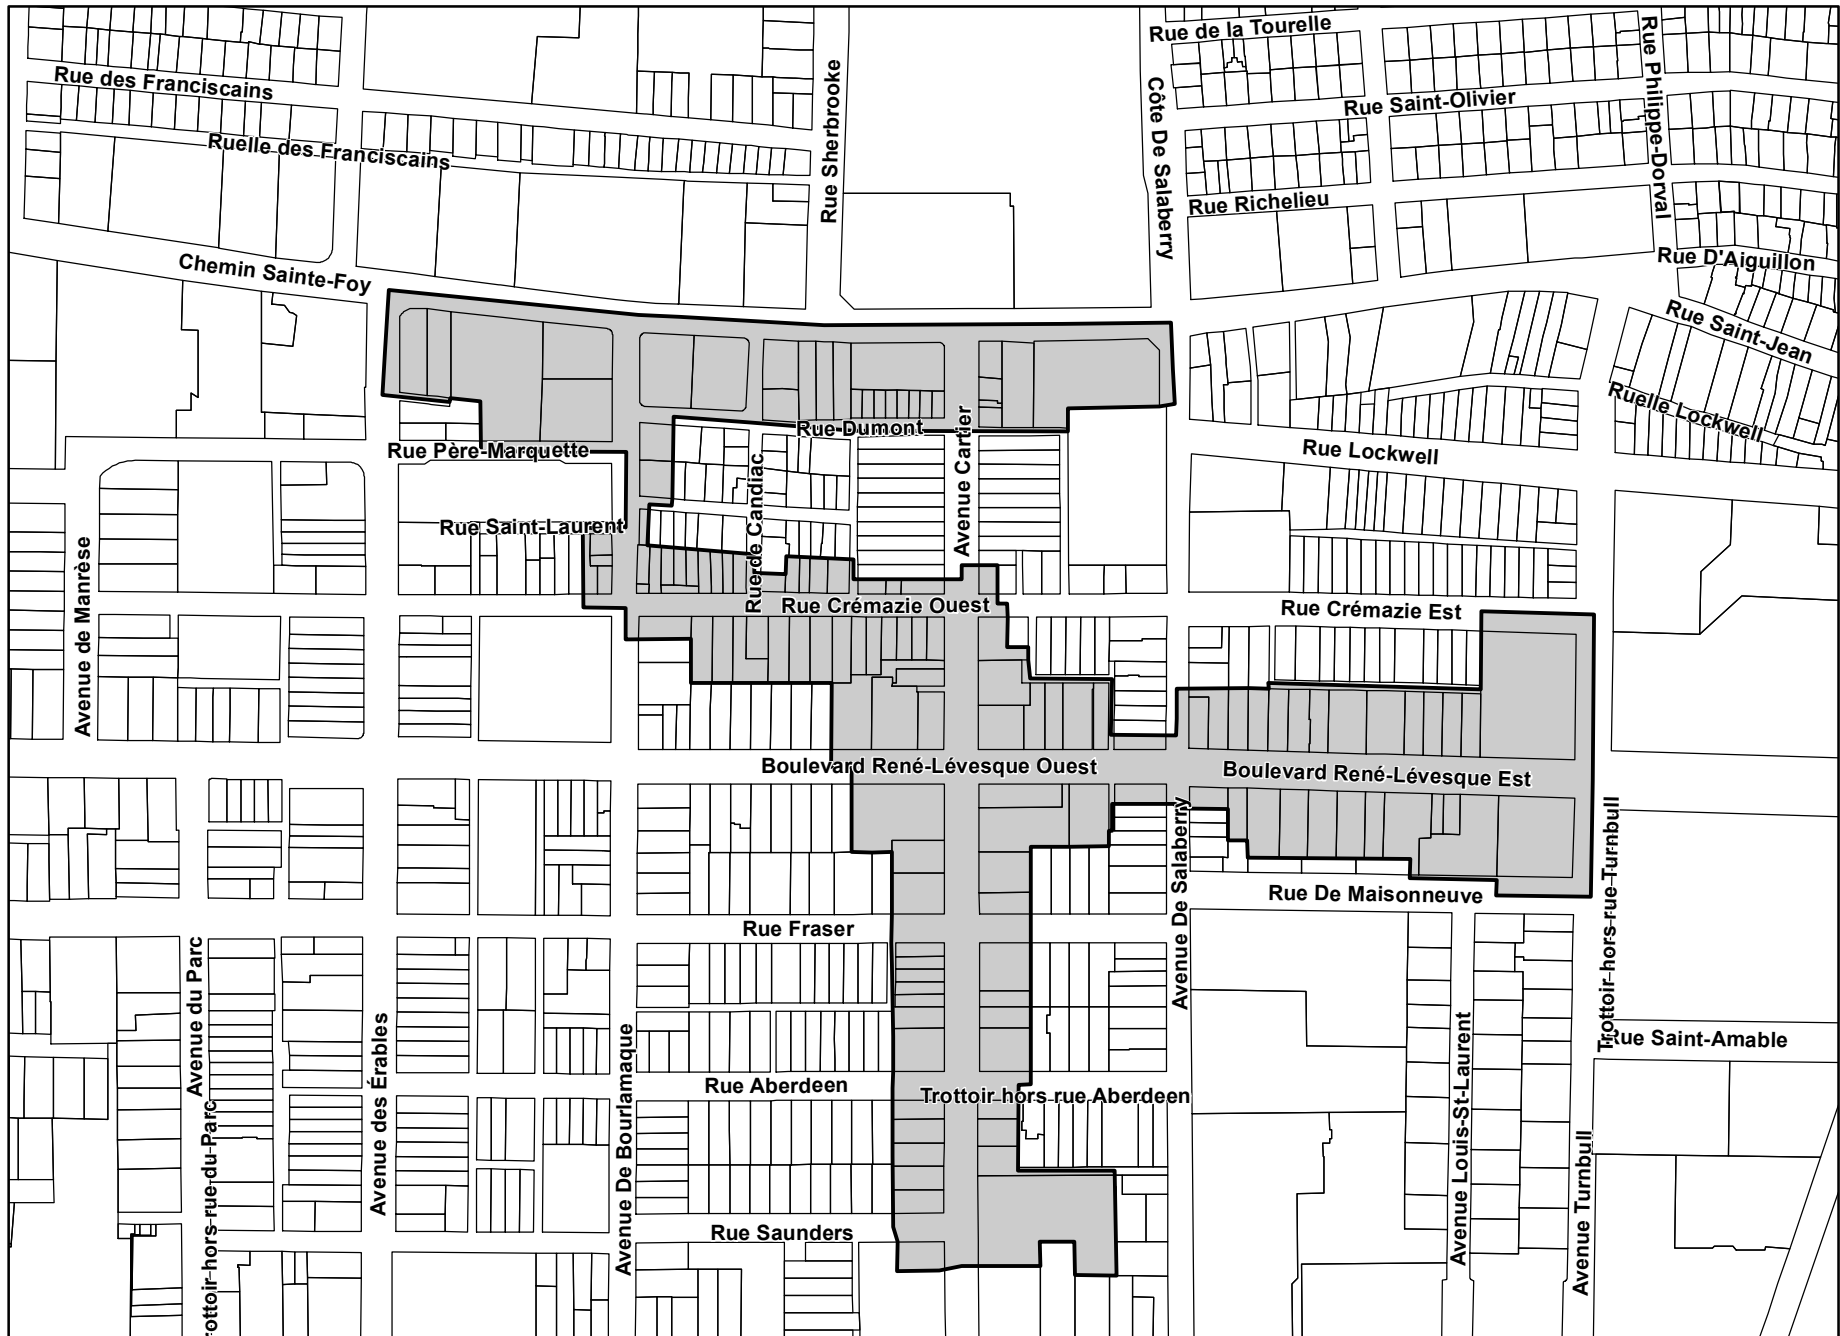 Rue de la Tourelle
Rue des Franciscains
Rue Sherbrooke
Côte De Salaberry
Rue Saint-Olivier
Rue Philippe-Dorval
Ruelle des Franciscains
Rue Richelieu
Chemin Sainte-Foy
Rue D'Aiguillon
Rue Saint-Jean
Ruelle Lockwell
Rue Dumont
Avenue Cartier
Rue Père-Marquette
Rue Lockwell
Rue de Candiac
Rue Saint-Laurent
Avenue de Manrèse
Rue Crémazie Ouest
Rue Crémazie Est
Boulevard René-Lévesque Ouest
Boulevard René-Lévesque Est
Avenue De Salaberry
Trottoir-hors-rue-Turnbull
Rue De Maisonneuve
Rue Fraser
Avenue du Parc
Avenue des Érables
Avenue De Bourlamaque
Avenue Louis-St-Laurent
Rue Saint-Amable
Rue Aberdeen
Trottoir hors rue Aberdeen
rottoir-hors-rue-du-Parc
Avenue Turnbull
Rue Saunders